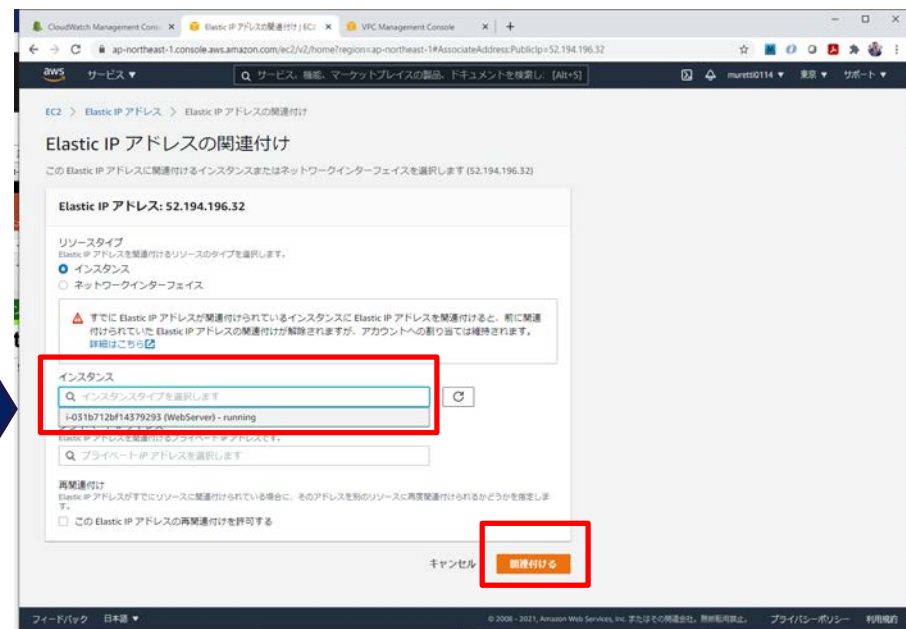 CloudWatch Management Cons
Elastic IP アドレスの関連付け | EC2
VPC Management Console
ap-northeast-1.console.aws.amazon.com/ec2/v2/home?region=ap-northeast-1#AssociateAddress:PublicIp=52.194.196.32
aws サービス ▼ サービス、機能、マーケットプレイスの製品、ドキュメントを検索し [Alt+S] muretsi0114 ▼ 東京 ▼ サポート ▼
EC2 > Elastic IP アドレス > Elastic IP アドレスの関連付け
Elastic IP アドレスの関連付け
この Elastic IP アドレスに関連付けるインスタンスまたはネットワークインターフェイスを選択します (52.194.196.32)
Elastic IP アドレス: 52.194.196.32
リソースタイプ
Elastic IP アドレスを関連付けるリソースのタイプを選択します。
インスタンス
ネットワークインターフェイス
すでに Elastic IP アドレスが関連付けられているインスタンスに Elastic IP アドレスを関連付けると、前に関連
付けられていた Elastic IP アドレスの関連付けが解除されますが、アカウントへの割り当ては維持されます。
詳細はこちら
インスタンス
インスタンスタイプを選択します
i-031b712bf14379293 (WebServer) - running
Elastic IP アドレスを関連付けるプライベート IP アドレスです。
プライベート IP アドレスを選択します
再関連付け
Elastic IP アドレスがすでにリソースに関連付けられている場合に、そのアドレスを別のリソースに再度関連付けられるかどうかを指定しま
す。
この Elastic IP アドレスの再関連付けを許可する
キャンセル 関連付ける
フィードバック 日本語 ▼ © 2008 - 2021, Amazon Web Services, Inc. またはその関連会社。無断転用禁止。 プライバシーポリシー 利用規約